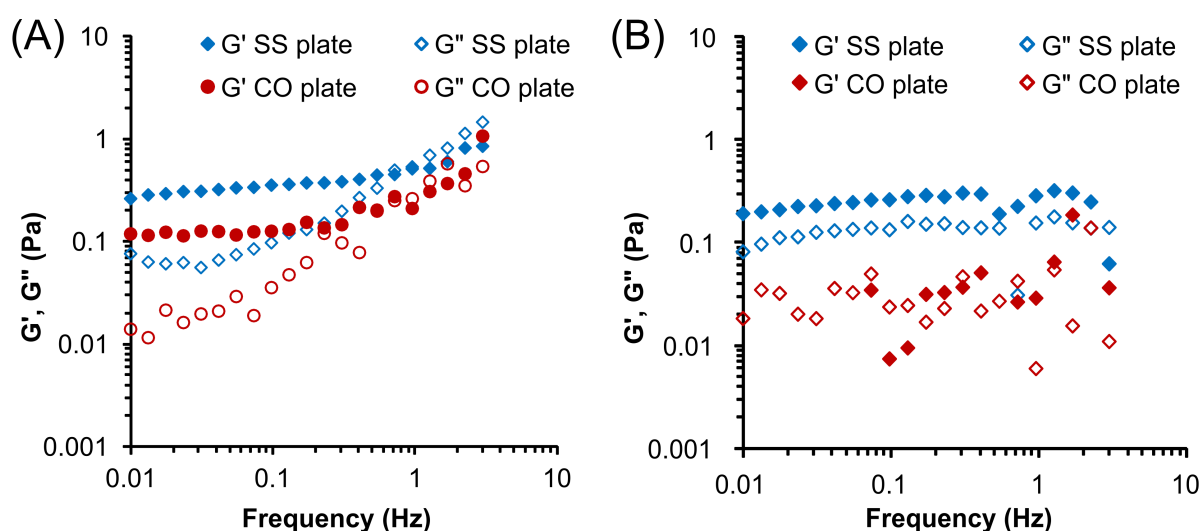 (A)
G' SS plate
G" SS plate
G' CO plate
G" CO plate
10
1
0.1
0.01
0.001
G', G" (Pa)
0.01
0.1
1
10
Frequency (Hz)
(B)
G' SS plate
G" SS plate
G' CO plate
G" CO plate
10
1
0.1
0.01
0.001
G', G" (Pa)
0.01
0.1
1
10
Frequency (Hz)